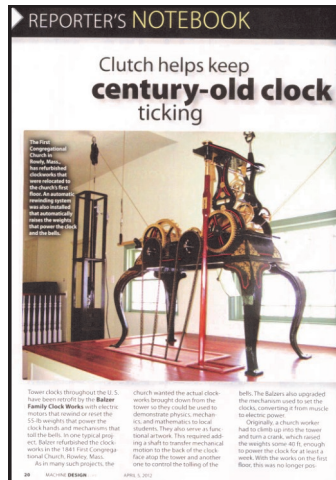 REPORTER'S NOTEBOOK
Clutch helps keep
century-old clock
ticking
The First
Congregational
Church in
Rowly, Mass.,
has refurbished
clockworks that
were relocated to
the church's first
floor. An automatic
rewinding system
was also installed
that automatically
raises the weights
that power the clock
and the bells.
Tower clocks throughout the U. S.
have been retrofit by the Balzer
Family Clock Works with electric
motors that rewind or reset the
55-lb weights that power the
clock hands and mechanisms that
toll the bells. In one typical proj-
ect, Balzer refurbished the clock-
works in the 1841 First Congrega-
tional Church, Rowley, Mass.
As in many such projects, the
church wanted the actual clock-
works brought down from the
tower so they could be used to
demonstrate physics, mechan-
ics, and mathematics to local
students. They also serve as func-
tional artwork. This required add-
ing a shaft to transfer mechanical
motion to the back of the clock
face atop the tower and another
one to control the tolling of the
bells. The Balzers also upgraded
the mechanism used to set the
clocks, converting it from muscle
to electric power.
Originally, a church worker
had to climb up into the tower
and turn a crank, which raised
the weights some 40 ft, enough
to power the clock for at least a
week. With the works on the first
floor, this was no longer pos-
20 MACHINE DESIGN
APRIL 5, 2012